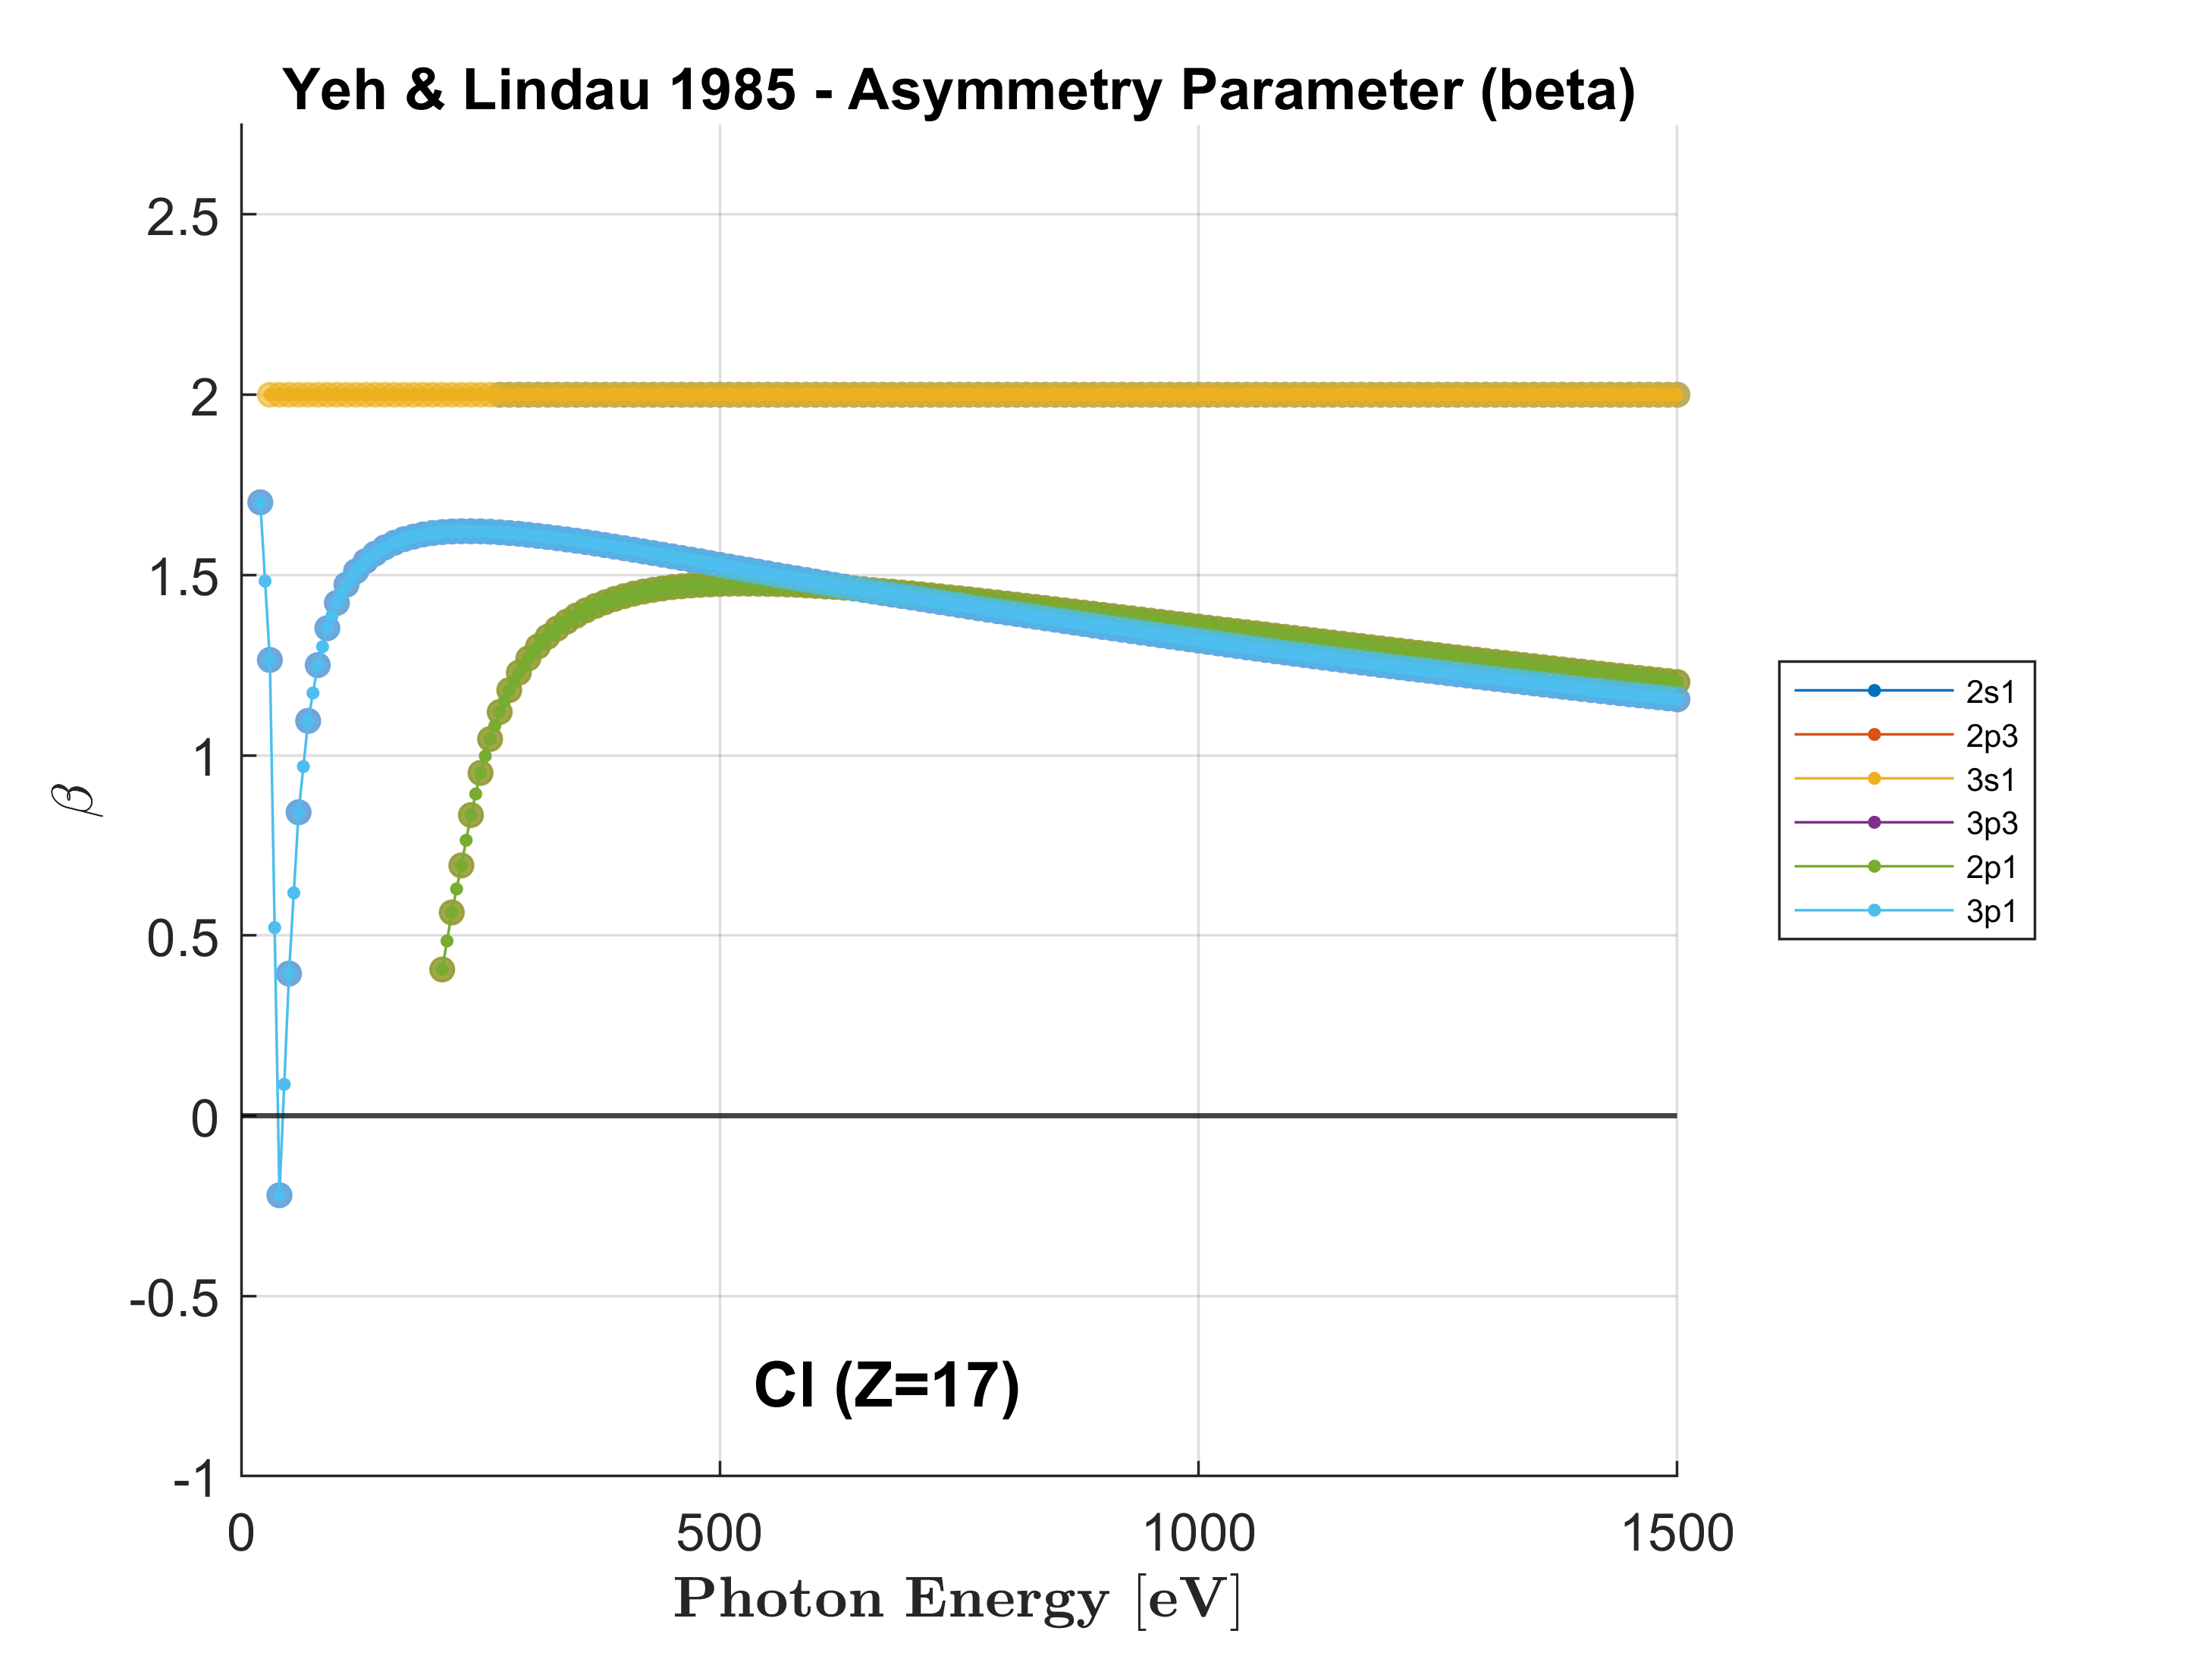 Yeh & Lindau 1985 - Asymmetry Parameter (beta)
2.5
2
1.5
1
0.5
0
-0.5
-1
β
0 500 1000 1500
Photon Energy [eV]
Cl (Z=17)
2s1
2p3
3s1
3p3
2p1
3p1